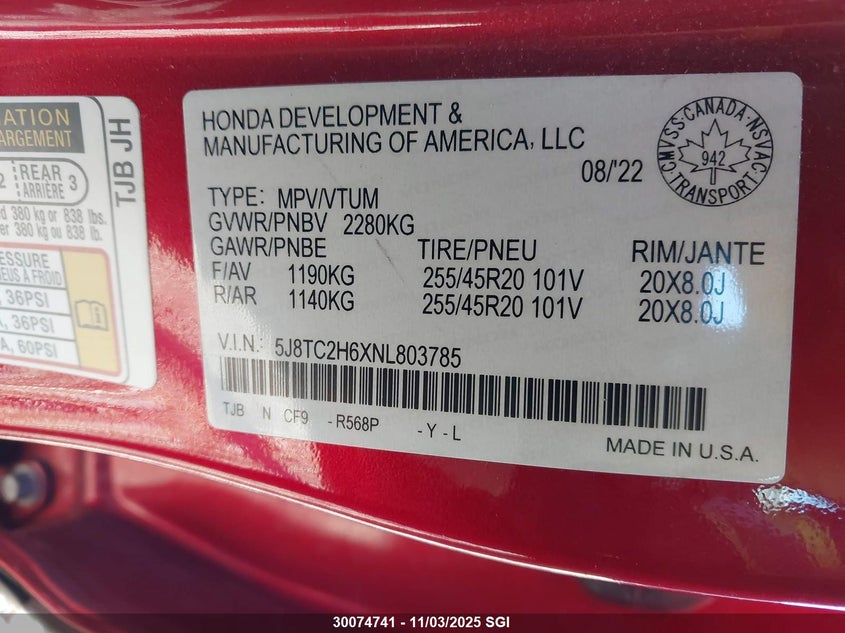 ATION
ARGEMENT
2 REAR ARRIÈRE 3
ed 380 kg or 838 lbs.
er 380 kg ou 838 lb.
ESSURE
EUS À FROID
, 36PSI
A, 36PSI
A, 60PSI
TJB JH
HONDA DEVELOPMENT &
MANUFACTURING OF AMERICA, LLC
08/'22
CMVSS·CANADA·NSVAC
942
TRANSPORT
TYPE: MPV/VTUM
GVWR/PNBV 2280KG
GAWR/PNBE TIRE/PNEU RIM/JANTE
F/AV 1190KG 255/45R20 101V 20X8.0J
R/AR 1140KG 255/45R20 101V 20X8.0J
V.I.N.: 5J8TC2H6XNL803785
TJB N CF9 - R568P - Y - L
MADE IN U.S.A.
30074741 - 11/03/2025 SGI